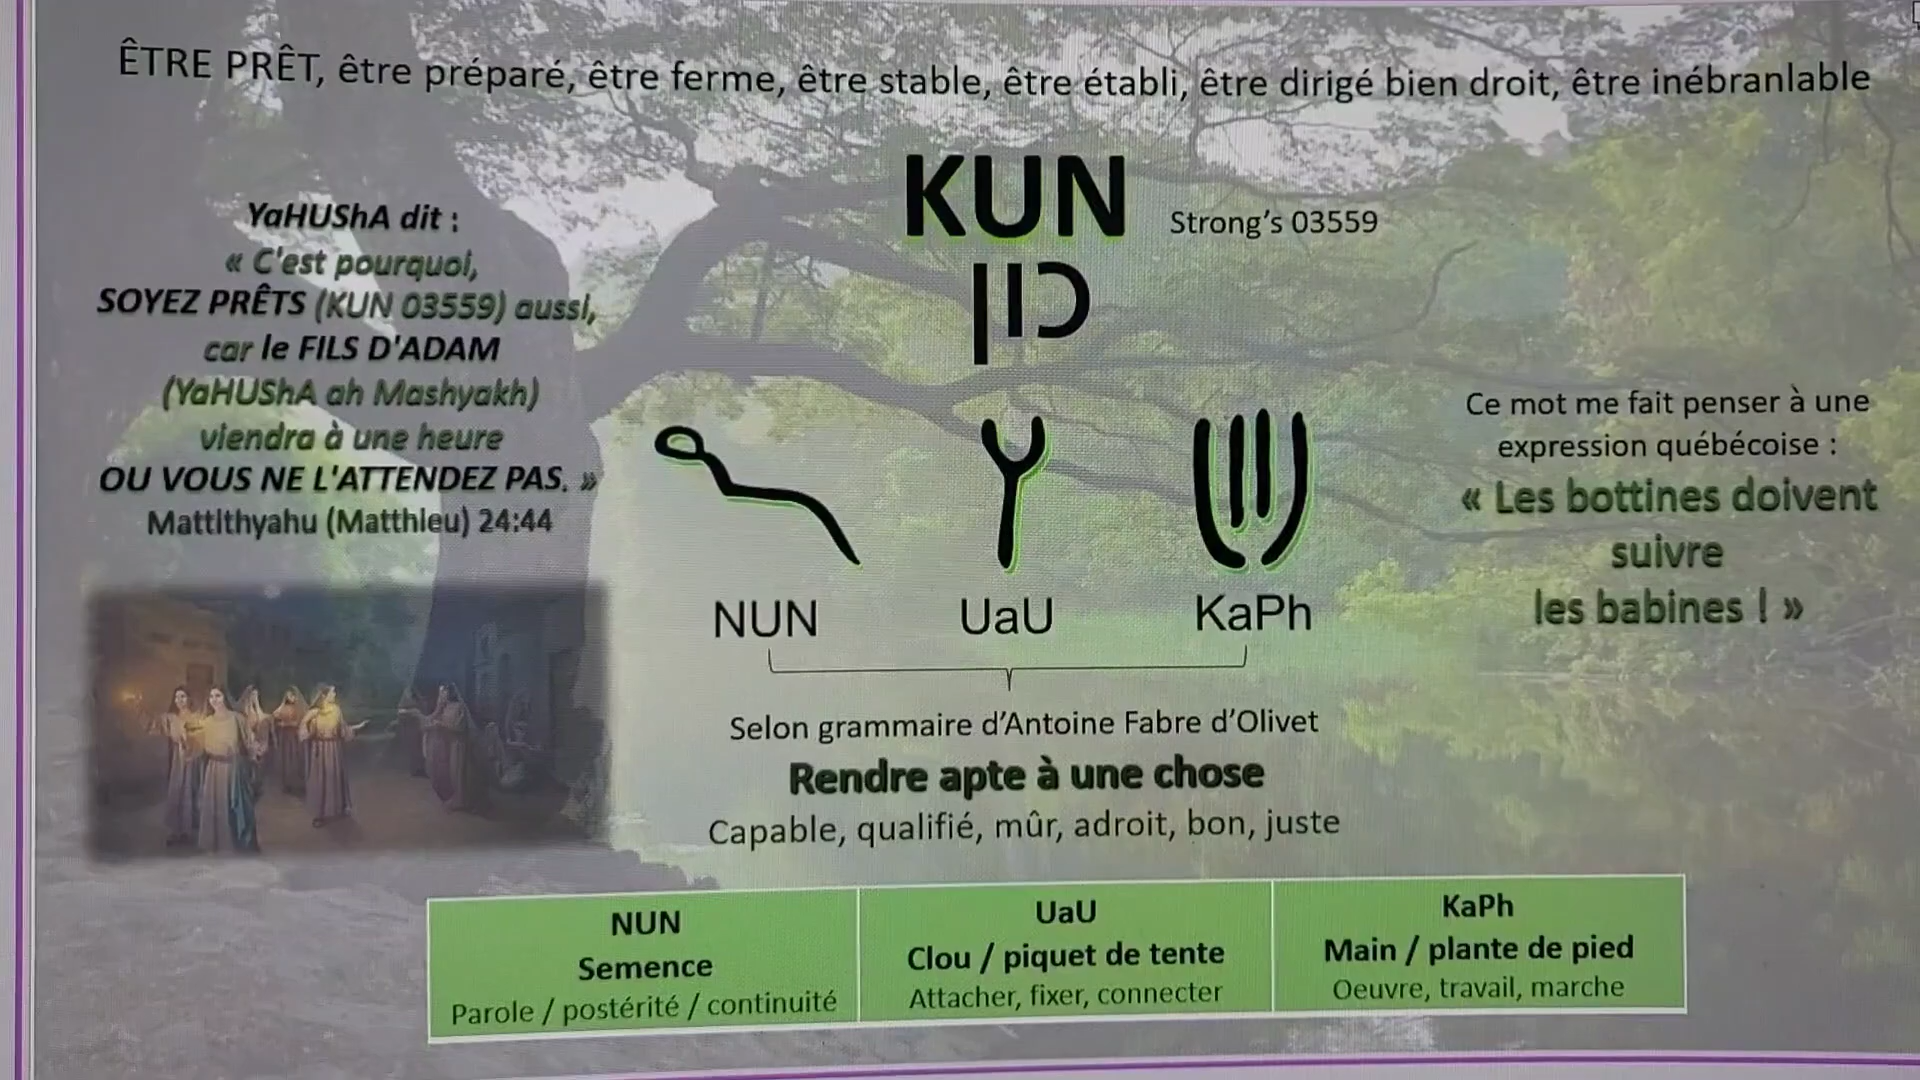 ÊTRE PRÊT, être préparé, être ferme, être stable, être établi, être dirigé bien droit, être inébranlable
KUN
Strong's 03559
כון
YaHUShA dit :
« C'est pourquoi,
SOYEZ PRÊTS (KUN 03559) aussi,
car le FILS D'ADAM
(YaHUShA ah Mashyakh)
viendra à une heure
OU VOUS NE L'ATTENDEZ PAS. »
Mattithyahu (Matthieu) 24:44
NUN UaU KaPh
Selon grammaire d'Antoine Fabre d'Olivet
Rendre apte à une chose
Capable, qualifié, mûr, adroit, bon, juste
Ce mot me fait penser à une
expression québécoise :
« Les bottines doivent
suivre
les babines ! »
NUN
Semence
Parole / postérité / continuité
UaU
Clou / piquet de tente
Attacher, fixer, connecter
KaPh
Main / plante de pied
Oeuvre, travail, marche